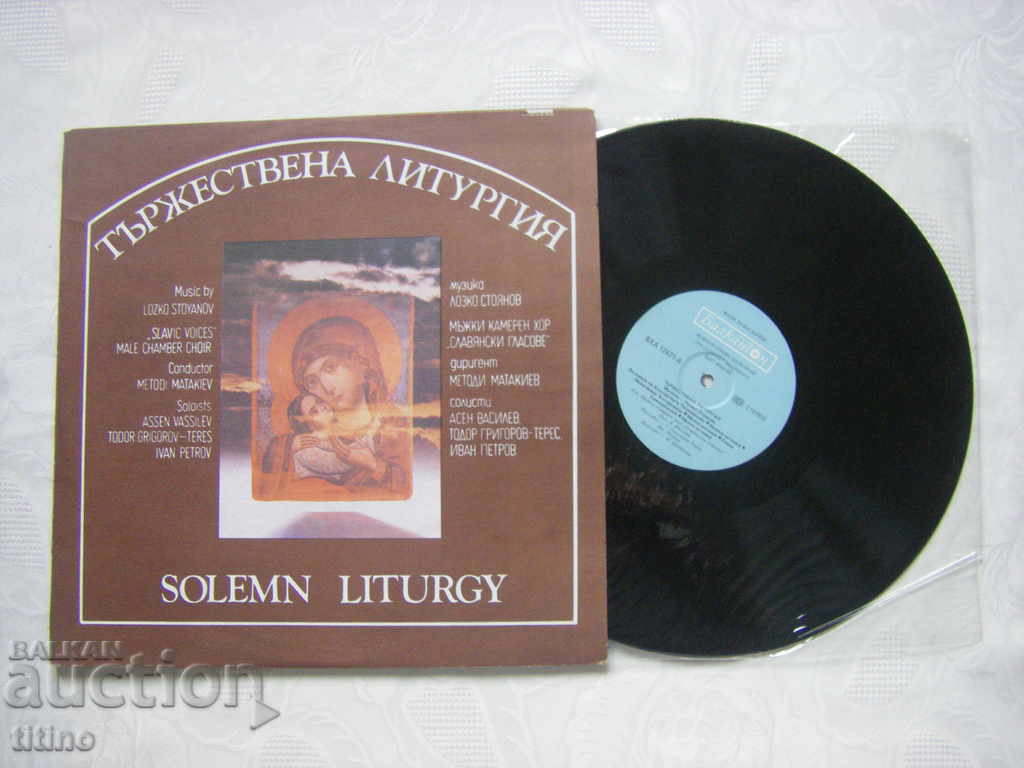 ТЪРЖЕСТВЕНА ЛИТУРГИЯ
Music by
LOZKO STOYANOV
„SLAVIC VOICES"
MALE CHAMBER CHOIR
Conductor
METODI MATAKIEV
Soloists
ASSEN VASSILEV
TODOR GRIGOROV–TERES
IVAN PETROV
музика
ЛОЗКО СТОЯНОВ
МЪЖКИ КАМЕРЕН ХОР
„СЛАВЯНСКИ ГЛАСОВЕ"
диригент
МЕТОДИ МАТАКИЕВ
солисти
АСЕН ВАСИЛЕВ,
ТОДОР ГРИГОРОВ-ТЕРЕС,
ИВАН ПЕТРОВ
SOLEMN LITURGY
Балкантон
STEREO
BALKAN
auction
titino